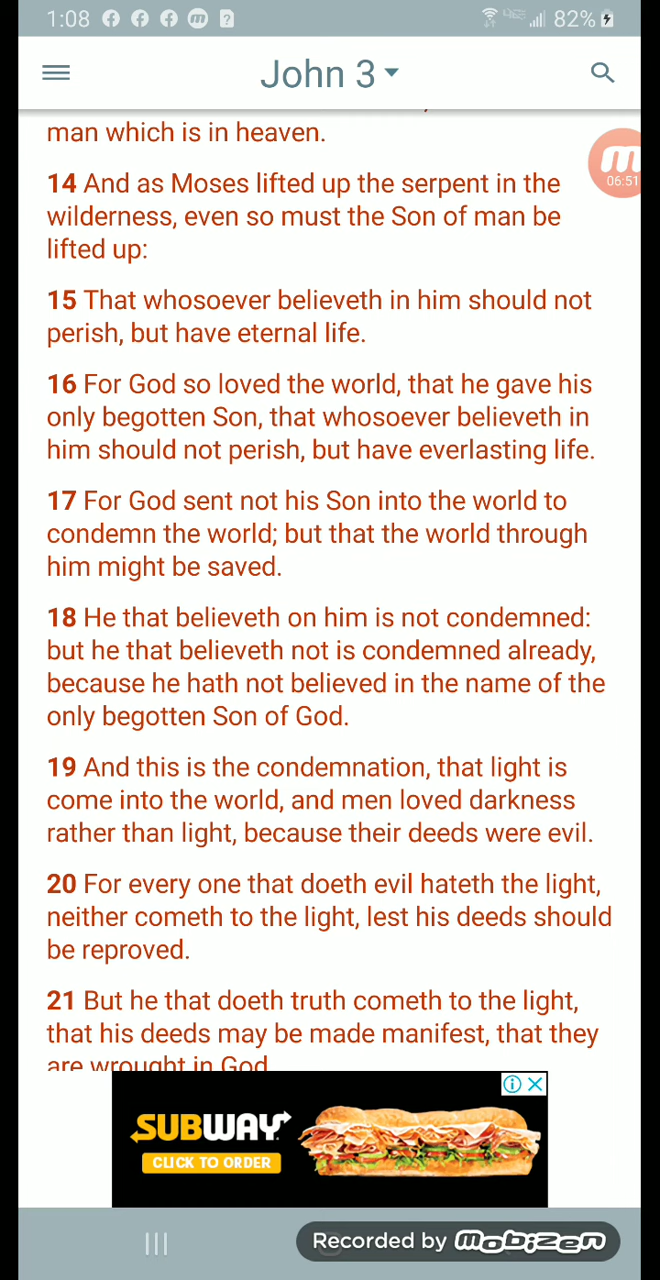 1:08
82%
John 3
man which is in heaven.
06:51
14 And as Moses lifted up the serpent in the
wilderness, even so must the Son of man be
lifted up:
15 That whosoever believeth in him should not
perish, but have eternal life.
16 For God so loved the world, that he gave his
only begotten Son, that whosoever believeth in
him should not perish, but have everlasting life.
17 For God sent not his Son into the world to
condemn the world; but that the world through
him might be saved.
18 He that believeth on him is not condemned:
but he that believeth not is condemned already,
because he hath not believed in the name of the
only begotten Son of God.
19 And this is the condemnation, that light is
come into the world, and men loved darkness
rather than light, because their deeds were evil.
20 For every one that doeth evil hateth the light,
neither cometh to the light, lest his deeds should
be reproved.
21 But he that doeth truth cometh to the light,
that his deeds may be made manifest, that they
are wrought in God
SUBWAY
CLICK TO ORDER
Recorded by mobizen